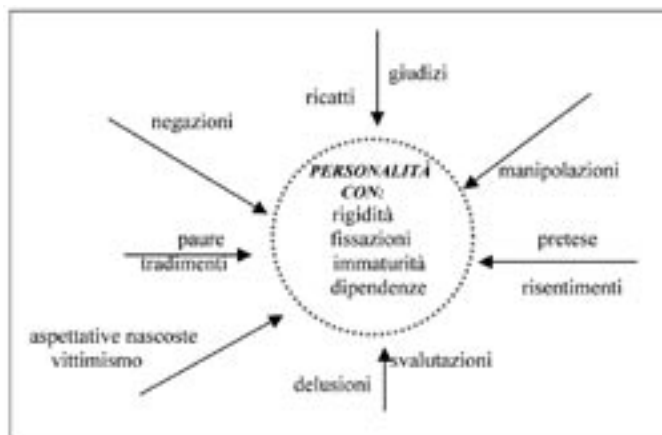 giudizi
ricatti
negazioni
manipolazioni
PERSONALITÀ
CON:
rigidità
fissazioni
immaturità
dipendenze
paure
tradimenti
pretese
risentimenti
aspettative nascoste
vittimismo
svalutazioni
delusioni